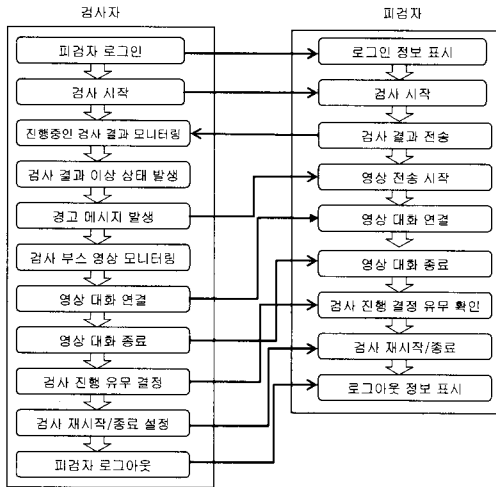 검사자
피검자 로그인
검사 시작
진행중인 검사 결과 모니터링
검사 결과 이상 상태 발생
경고 메시지 발생
검사 부스 영상 모니터링
영상 대화 연결
영상 대화 종료
검사 진행 유무 결정
검사 재시작/종료 설정
피검자 로그아웃
피검자
로그인 정보 표시
검사 시작
검사 결과 전송
영상 전송 시작
영상 대화 연결
영상 대화 종료
검사 진행 결정 유무 확인
검사 재시작/종료
로그아웃 정보 표시